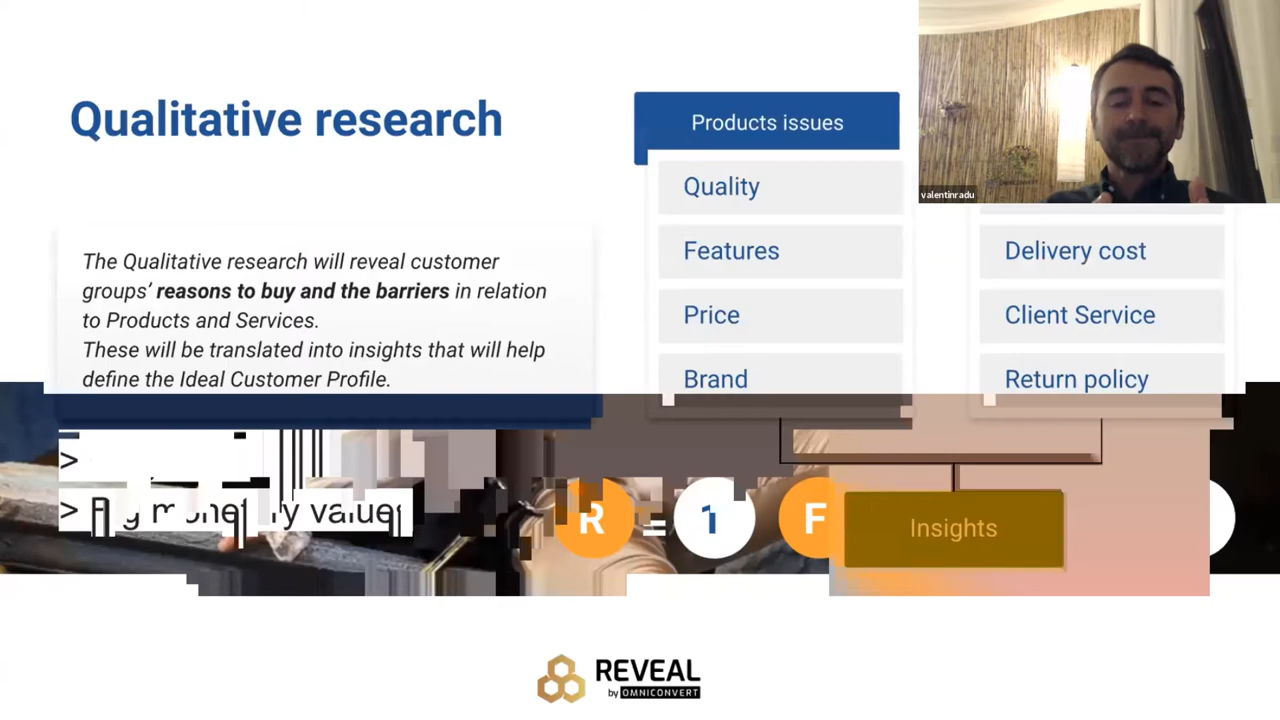 Qualitative research
The Qualitative research will reveal customer
groups’ reasons to buy and the barriers in relation
to Products and Services.
These will be translated into insights that will help
define the Ideal Customer Profile.
Products issues
Quality
Features
Price
Brand
valentinradu
OMNICONVERT
Delivery cost
Client Service
Return policy
>
>
R = 1 F
Insights
REVEAL
by OMNICONVERT